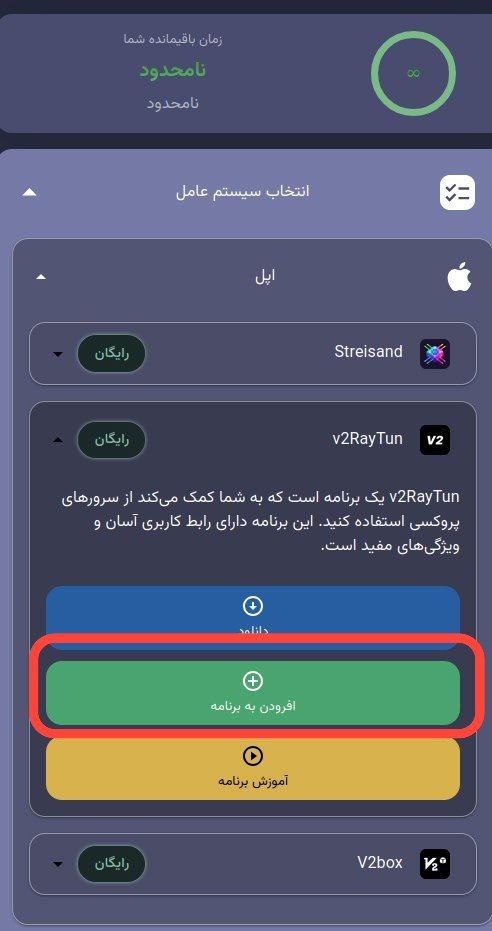 زمان باقیمانده شما
نامحدود
∞
نامحدود
انتخاب سیستم عامل
اپل
Streisand
رایگان
v2RayTun
رایگان
V2
v2RayTun یک برنامه است که به شما کمک می‌کند از سرورهای
پروکسی استفاده کنید. این برنامه دارای رابط کاربری آسان و
ویژگی‌های مفید است.
دانلود
افرودن به برنامه
آموزش برنامه
V2box
رایگان
V2